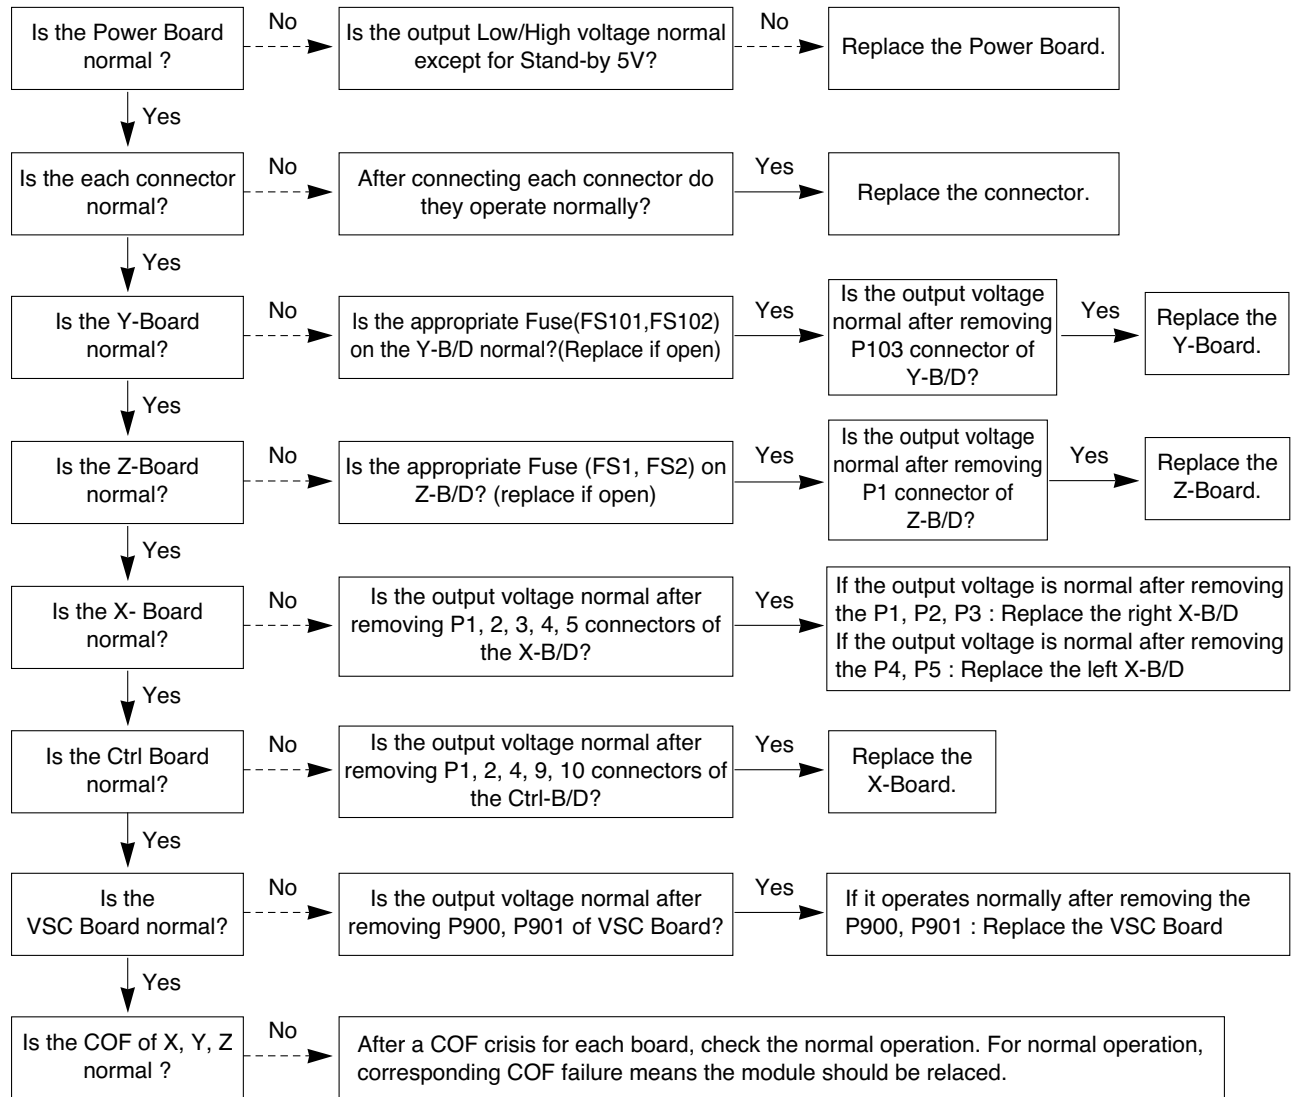 Is the Power Board
normal ?
No
Is the output Low/High voltage normal
except for Stand-by 5V?
No
Replace the Power Board.
Yes
Is the each connector
normal?
No
After connecting each connector do
they operate normally?
Yes
Replace the connector.
Yes
Is the Y-Board
normal?
No
Is the appropriate Fuse(FS101,FS102)
on the Y-B/D normal?(Replace if open)
Yes
Is the output voltage
normal after removing
P103 connector of
Y-B/D?
Yes
Replace the
Y-Board.
Yes
Is the Z-Board
normal?
No
Is the appropriate Fuse (FS1, FS2) on
Z-B/D? (replace if open)
Yes
Is the output voltage
normal after removing
P1 connector of
Z-B/D?
Yes
Replace the
Z-Board.
Yes
Is the X- Board
normal?
No
Is the output voltage normal after
removing P1, 2, 3, 4, 5 connectors of
the X-B/D?
Yes
If the output voltage is normal after removing
the P1, P2, P3 : Replace the right X-B/D
If the output voltage is normal after removing
the P4, P5 : Replace the left X-B/D
Yes
Is the Ctrl Board
normal?
No
Is the output voltage normal after
removing P1, 2, 4, 9, 10 connectors of
the Ctrl-B/D?
Yes
Replace the
X-Board.
Yes
Is the
VSC Board normal?
No
Is the output voltage normal after
removing P900, P901 of VSC Board?
Yes
If it operates normally after removing the
P900, P901 : Replace the VSC Board
Yes
Is the COF of X, Y, Z
normal ?
No
After a COF crisis for each board, check the normal operation. For normal operation,
corresponding COF failure means the module should be relaced.